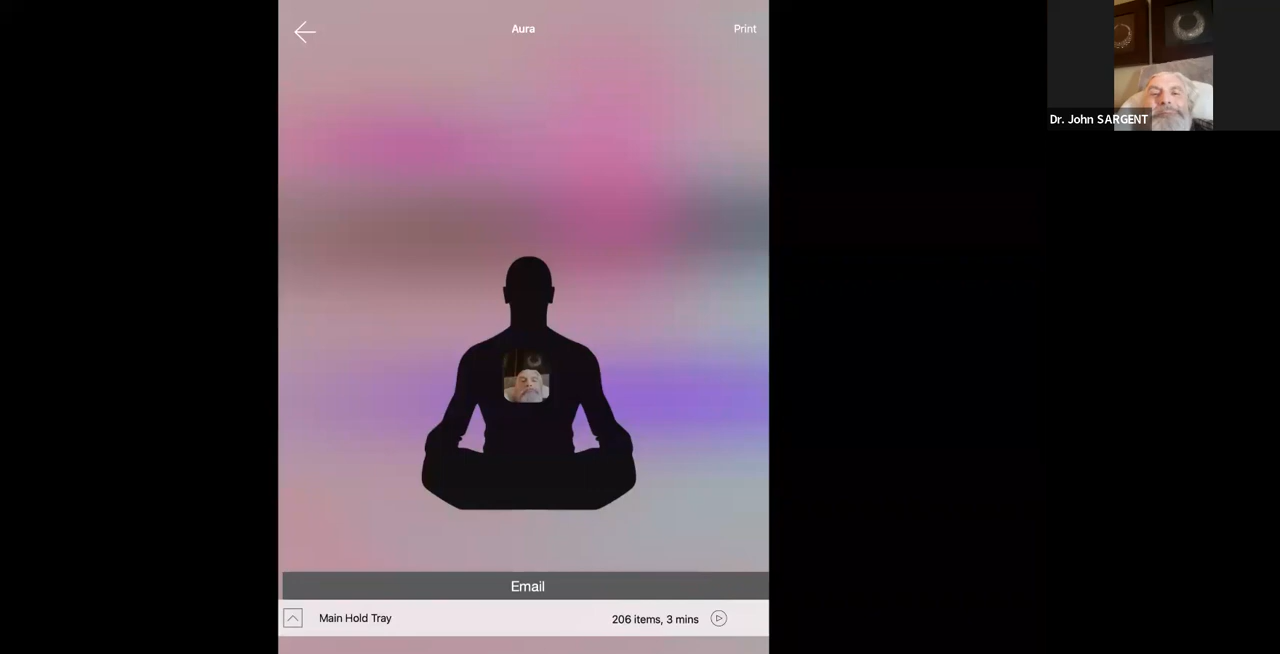 Aura
Print
Dr. John SARGENT
Email
Main Hold Tray
206 items, 3 mins